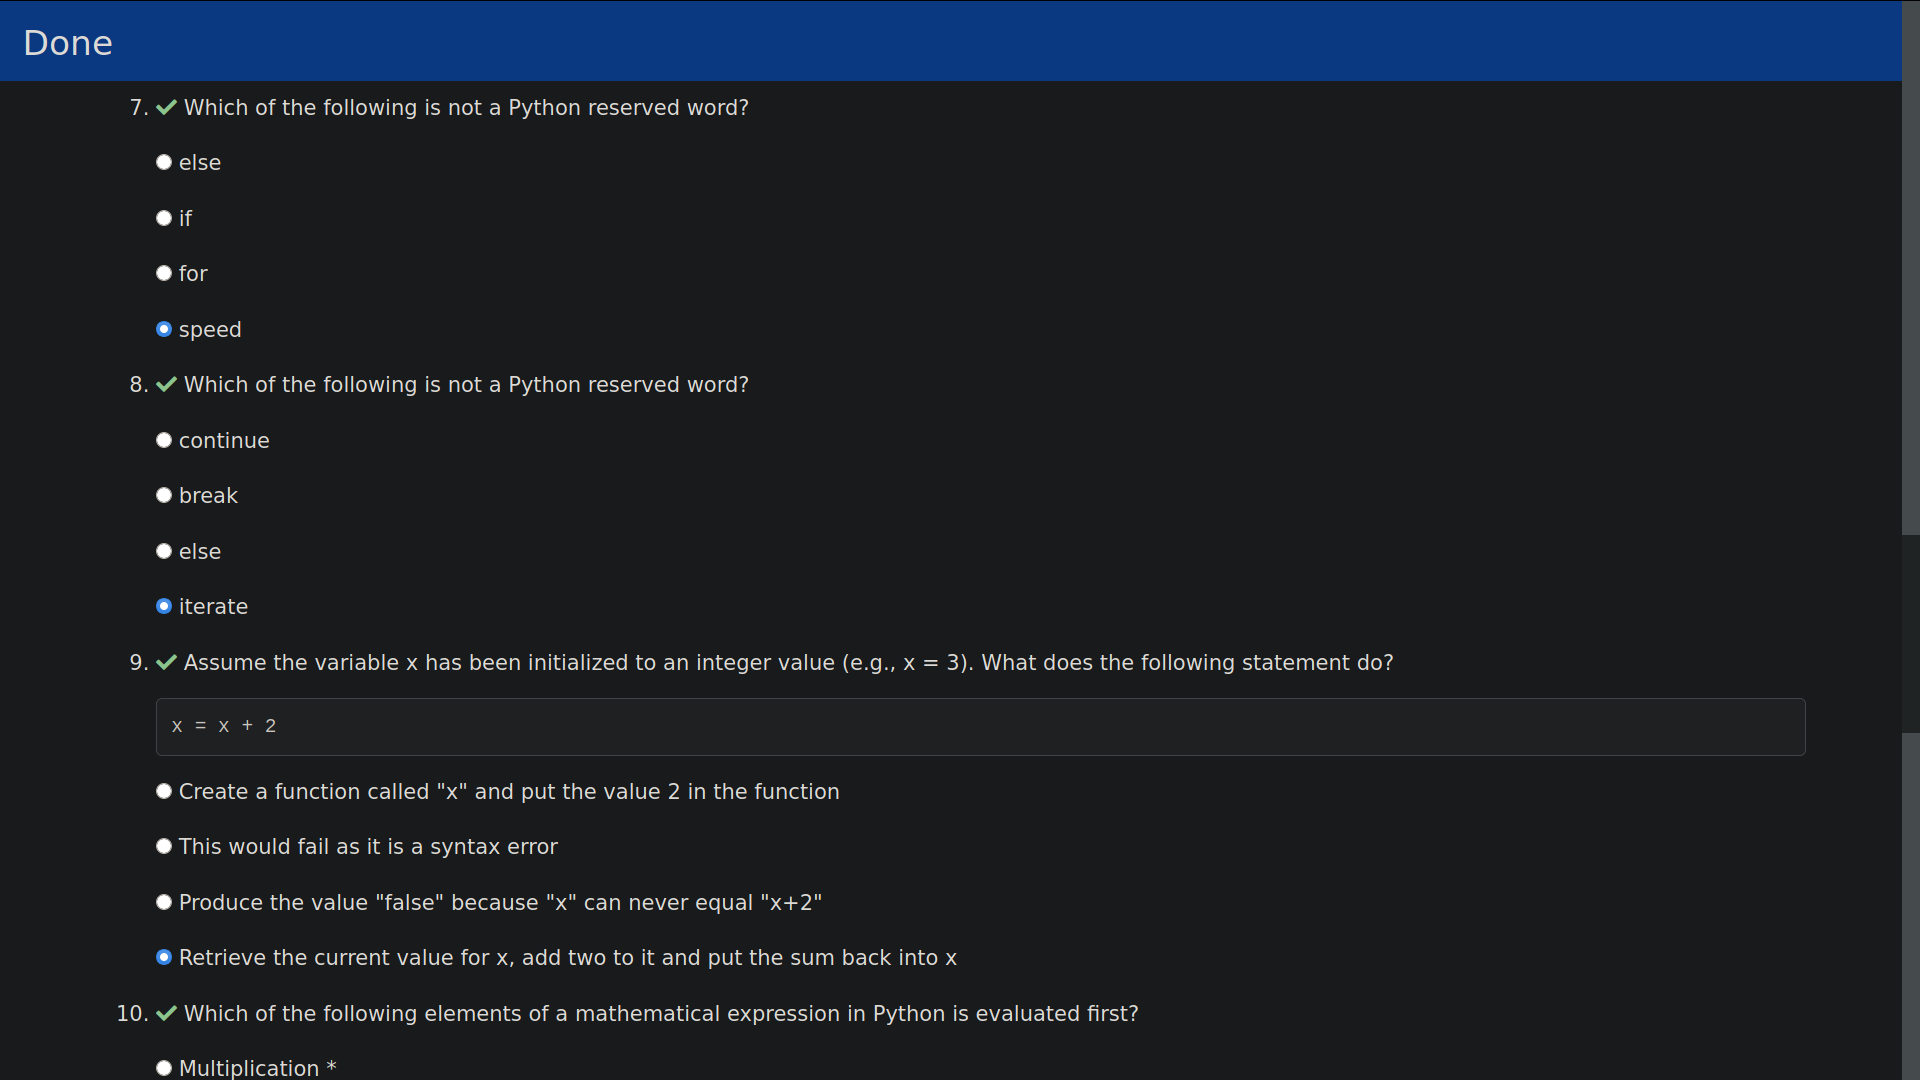 Done
7. Which of the following is not a Python reserved word?
else
if
for
speed
8. Which of the following is not a Python reserved word?
continue
break
else
iterate
9. Assume the variable x has been initialized to an integer value (e.g., x = 3). What does the following statement do?
x = x + 2
Create a function called "x" and put the value 2 in the function
This would fail as it is a syntax error
Produce the value "false" because "x" can never equal "x+2"
Retrieve the current value for x, add two to it and put the sum back into x
10. Which of the following elements of a mathematical expression in Python is evaluated first?
Multiplication *